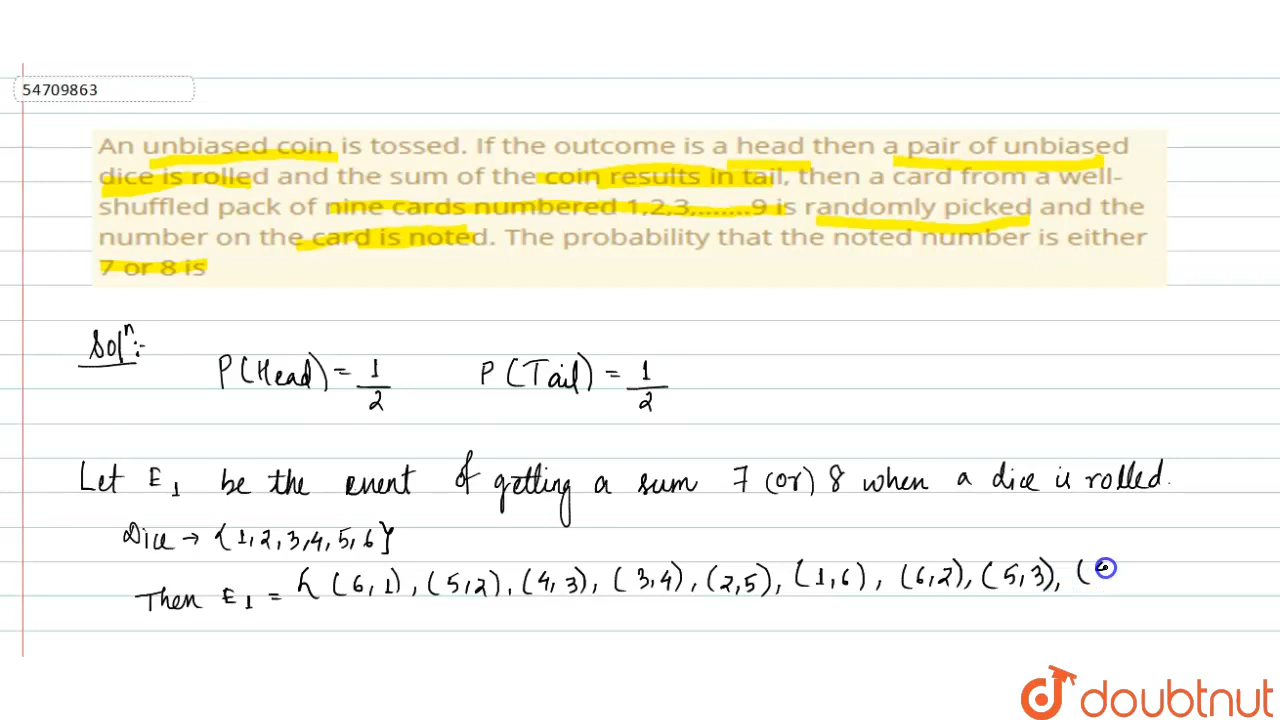 54709863
An unbiased coin is tossed. If the outcome is a head then a pair of unbiased
dice is rolled and the sum of the coin results in tail, then a card from a well-
shuffled pack of nine cards numbered 1,2,3,.......9 is randomly picked and the
number on the card is noted. The probability that the noted number is either
7 or 8 is
Solⁿ:-
P(Head) = 1/2 P(Tail) = 1/2
Let E₁ be the event of getting a sum 7 (or) 8 when a dice is rolled.
Dice → {1,2,3,4,5,6}
Then E₁ = { (6,1), (5,2), (4,3), (3,4), (2,5), (1,6), (6,2), (5,3), (
doubtnut